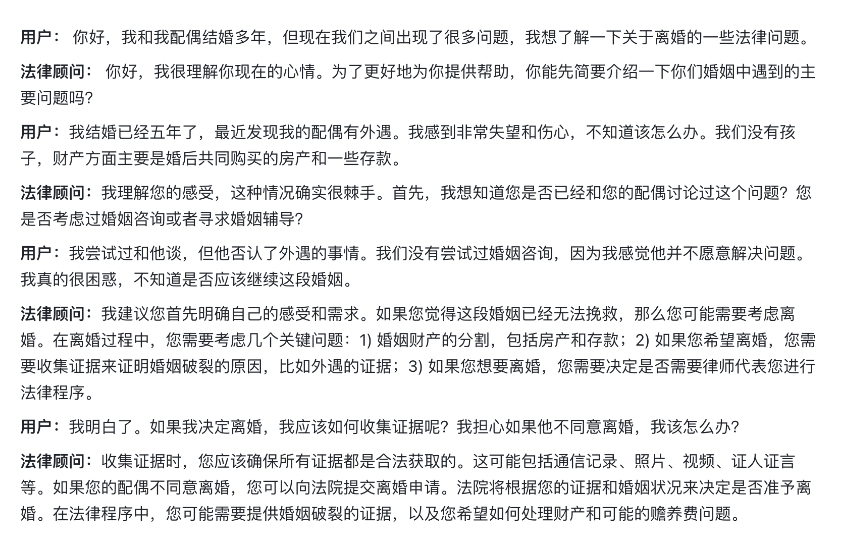 用户： 你好，我和我配偶结婚多年，但现在我们之间出现了很多问题，我想了解一下关于离婚的一些法律问题。
法律顾问： 你好，我很理解你现在的心情。为了更好地为你提供帮助，你能先简要介绍一下你们婚姻中遇到的主
要问题吗？
用户：我结婚已经五年了，最近发现我的配偶有外遇。我感到非常失望和伤心，不知道该怎么办。我们没有孩
子，财产方面主要是婚后共同购买的房产和一些存款。
法律顾问：我理解您的感受，这种情况确实很棘手。首先，我想知道您是否已经和您的配偶讨论过这个问题？您
是否考虑过婚姻咨询或者寻求婚姻辅导？
用户：我尝试过和他谈，但他否认了外遇的事情。我们没有尝试过婚姻咨询，因为我感觉他并不愿意解决问题。
我真的很困惑，不知道是否应该继续这段婚姻。
法律顾问：我建议您首先明确自己的感受和需求。如果您觉得这段婚姻已经无法挽救，那么您可能需要考虑离
婚。在离婚过程中，您需要考虑几个关键问题：1) 婚姻财产的分割，包括房产和存款；2) 如果您希望离婚，您需
要收集证据来证明婚姻破裂的原因，比如外遇的证据；3) 如果您想要离婚，您需要决定是否需要律师代表您进行
法律程序。
用户：我明白了。如果我决定离婚，我应该如何收集证据呢？我担心如果他不同意离婚，我该怎么办？
法律顾问：收集证据时，您应该确保所有证据都是合法获取的。这可能包括通信记录、照片、视频、证人证言
等。如果您的配偶不同意离婚，您可以向法院提交离婚申请。法院将根据您的证据和婚姻状况来决定是否准予离
婚。在法律程序中，您可能需要提供婚姻破裂的证据，以及您希望如何处理财产和可能的赡养费问题。